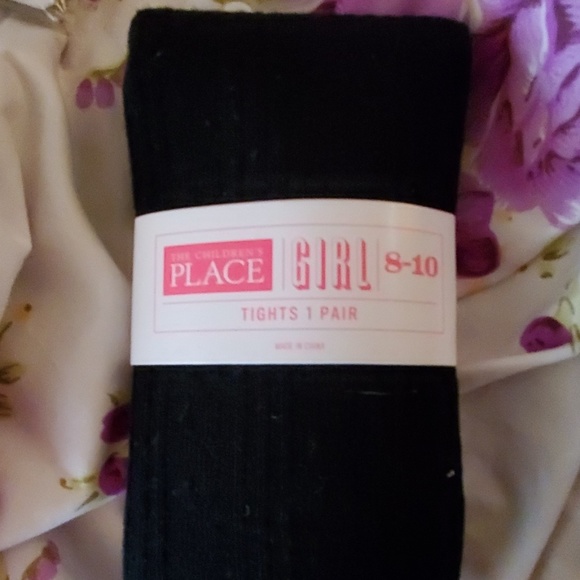 THE CHILDREN'S
PLACE
GIRL
8-10
TIGHTS 1 PAIR
MADE IN CHINA